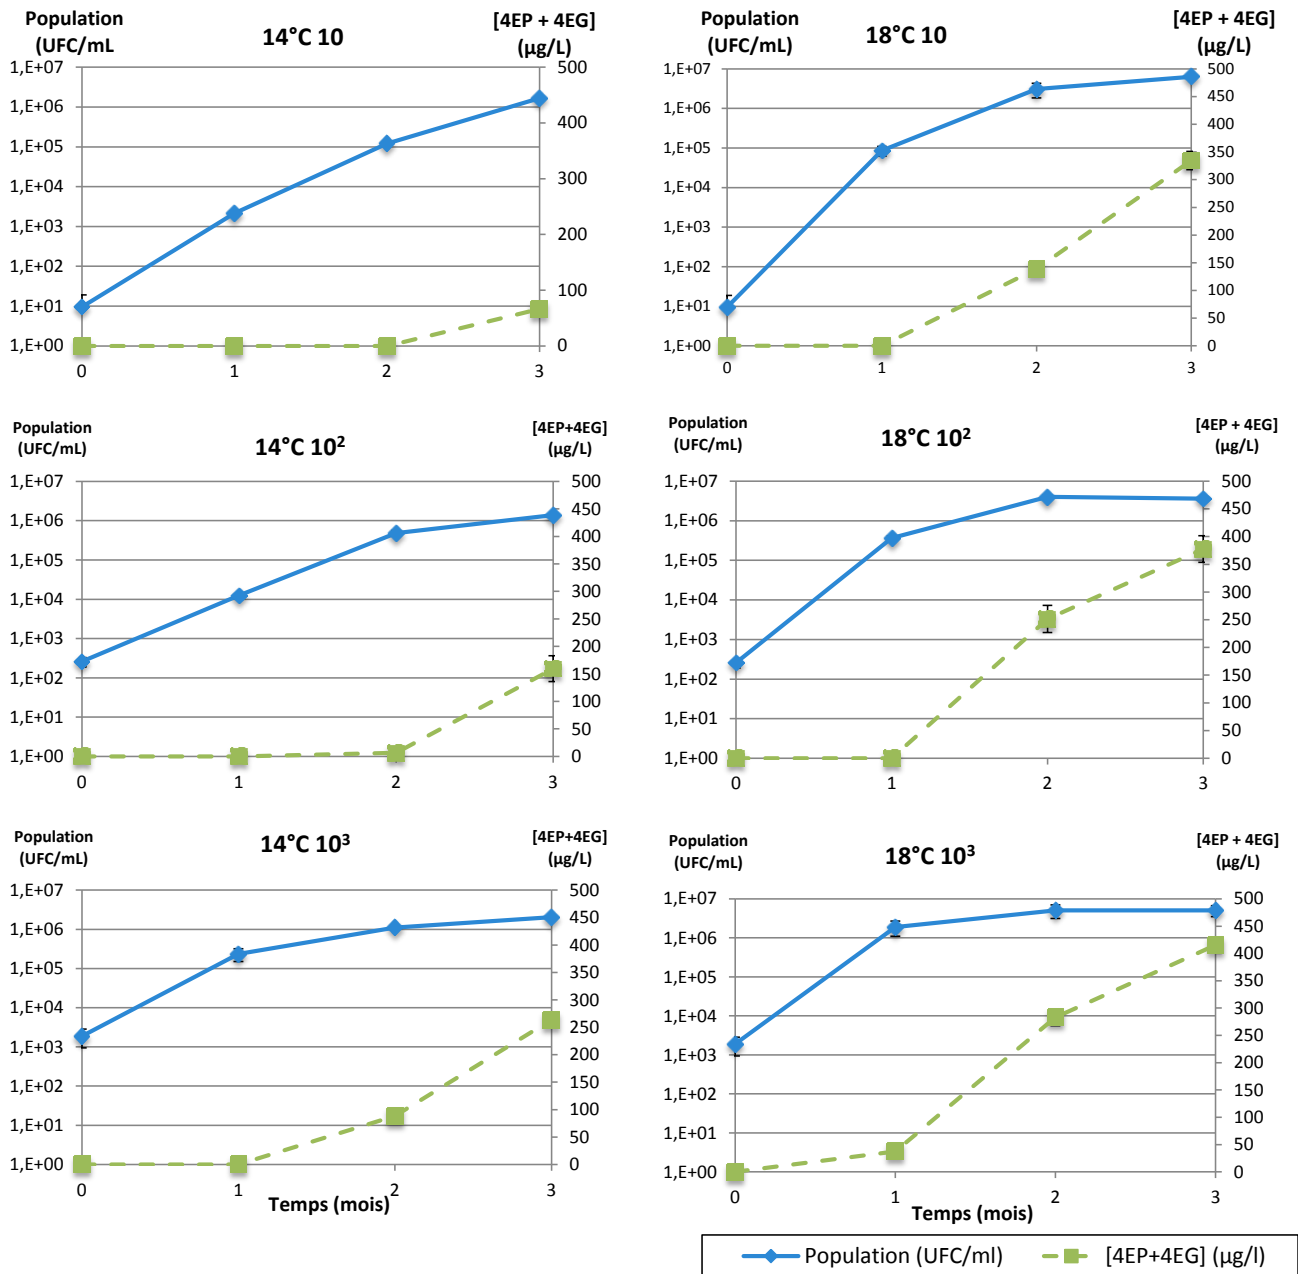 Population
(UFC/mL
14°C 10
[4EP + 4EG]
(µg/L)
1,E+07
1,E+06
1,E+05
1,E+04
1,E+03
1,E+02
1,E+01
1,E+00
500
400
300
200
100
0
0 1 2 3
Population
(UFC/mL)
18°C 10
[4EP + 4EG]
(µg/L)
1,E+07
1,E+06
1,E+05
1,E+04
1,E+03
1,E+02
1,E+01
1,E+00
500
450
400
350
300
250
200
150
100
50
0
0 1 2 3
Population
(UFC/mL)
14°C 10²
[4EP+4EG]
(µg/L)
1,E+07
1,E+06
1,E+05
1,E+04
1,E+03
1,E+02
1,E+01
1,E+00
500
450
400
350
300
250
200
150
100
50
0
0 1 2 3
Population
(UFC/mL)
18°C 10²
[4EP + 4EG]
(µg/L)
1,E+07
1,E+06
1,E+05
1,E+04
1,E+03
1,E+02
1,E+01
1,E+00
500
450
400
350
300
250
200
150
100
50
0
0 1 2 3
Population
(UFC/mL)
14°C 10³
[4EP+4EG]
(µg/L)
1,E+07
1,E+06
1,E+05
1,E+04
1,E+03
1,E+02
1,E+01
1,E+00
500
450
400
350
300
250
200
150
100
50
0
0 1 2 3
Temps (mois)
Population
(UFC/mL)
18°C 10³
[4EP + 4EG]
(µg/L)
1,E+07
1,E+06
1,E+05
1,E+04
1,E+03
1,E+02
1,E+01
1,E+00
500
450
400
350
300
250
200
150
100
50
0
0 1 2 3
Temps (mois)
Population (UFC/ml)
[4EP+4EG] (µg/l)